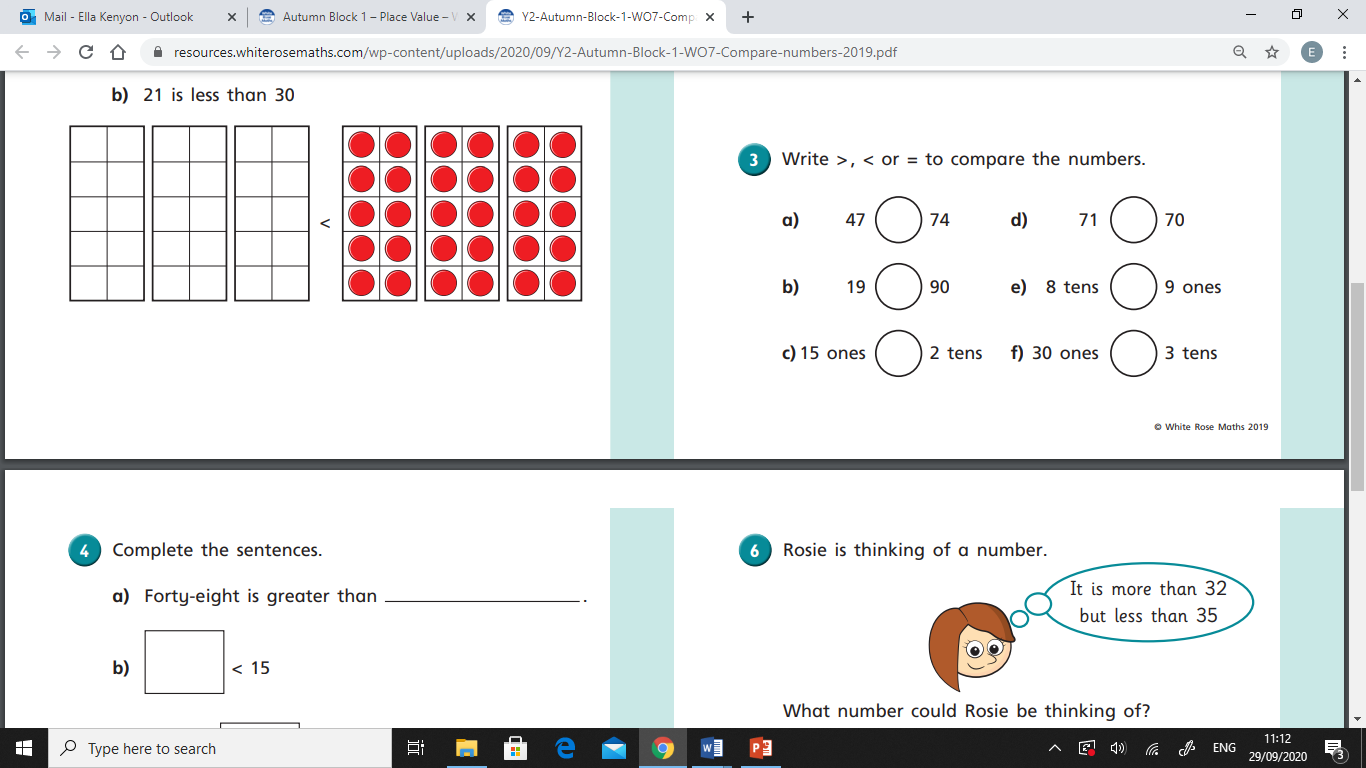 Mail - Ella Kenyon - Outlook
Autumn Block 1 – Place Value – W
Y2-Autumn-Block-1-WO7-Comp
resources.whiterosemaths.com/wp-content/uploads/2020/09/Y2-Autumn-Block-1-WO7-Compare-numbers-2019.pdf
E
b) 21 is less than 30
<
3 Write >, < or = to compare the numbers.
a) 47 74
d) 71 70
b) 19 90
e) 8 tens 9 ones
c) 15 ones 2 tens
f) 30 ones 3 tens
© White Rose Maths 2019
4 Complete the sentences.
a) Forty-eight is greater than ____________.
b) < 15
6 Rosie is thinking of a number.
It is more than 32
but less than 35
What number could Rosie be thinking of?
Type here to search
ENG
11:12
29/09/2020
3